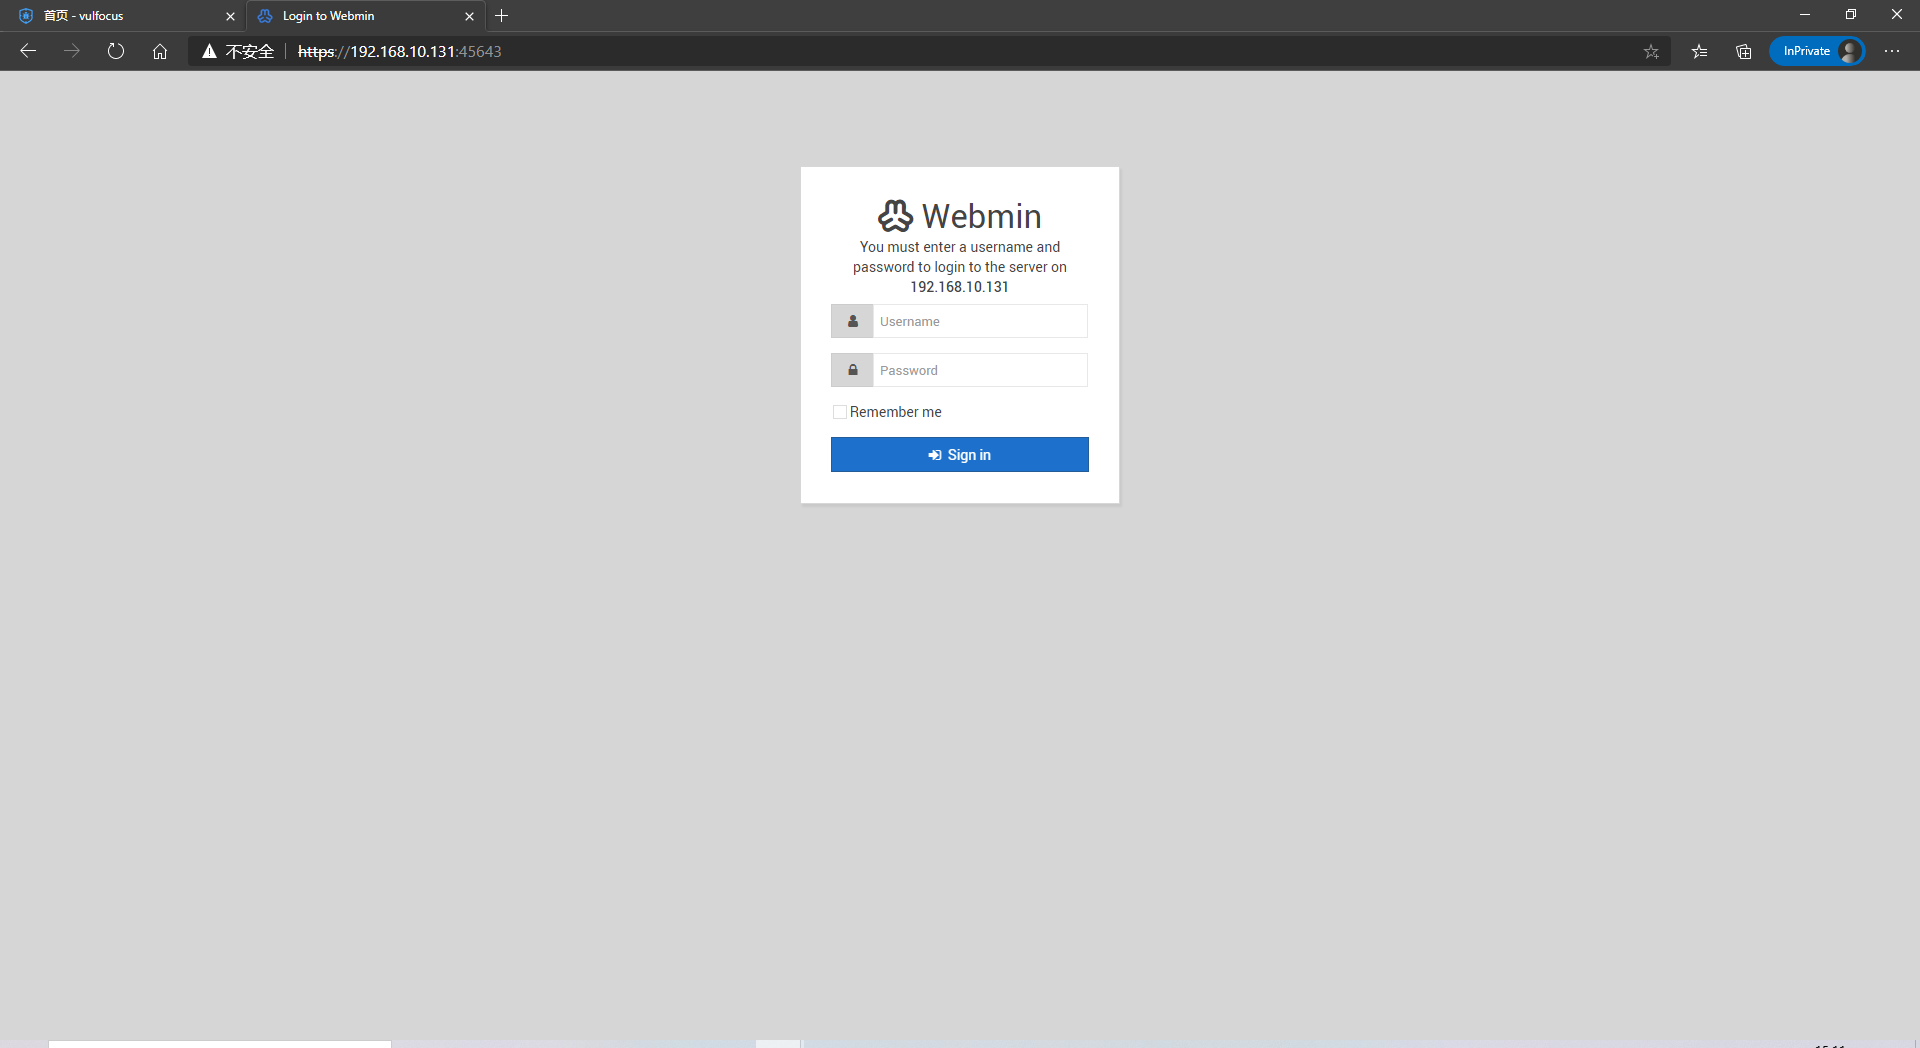 首页 - vulfocus
Login to Webmin
不安全
https://192.168.10.131:45643
InPrivate
Webmin
You must enter a username and
password to login to the server on
192.168.10.131
Username
Password
Remember me
Sign in